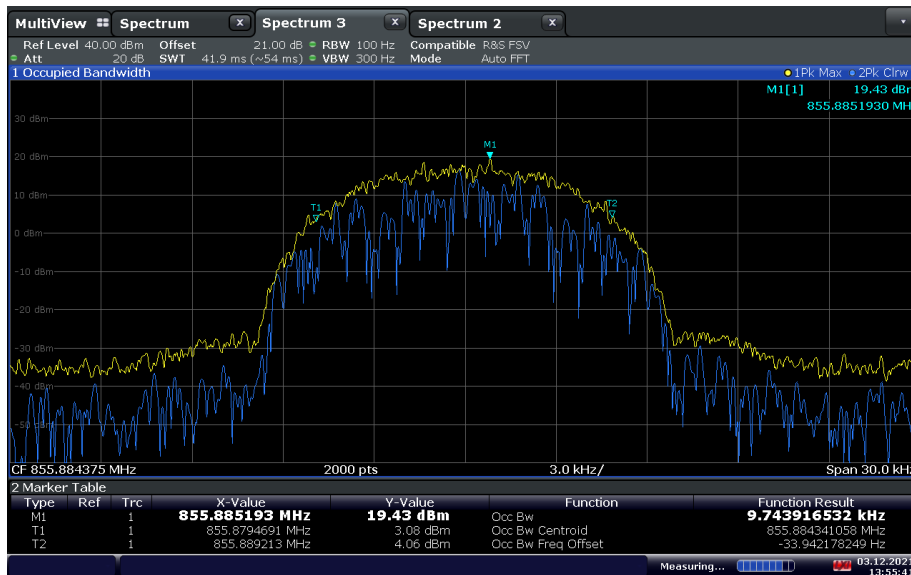 MultiView Spectrum x Spectrum 3 x Spectrum 2 x
Ref Level 40.00 dBm Offset 21.00 dB RBW 100 Hz Compatible R&S FSV
Att 20 dB SWT 41.9 ms (~54 ms) VBW 300 Hz Mode Auto FFT
1 Occupied Bandwidth 1Pk Max 2Pk Clrw
M1[1] 19.43 dBm
855.8851930 MH
30 dBm
20 dBm
M1
10 dBm
T1 T2
0 dBm
-10 dBm
-20 dBm
-30 dBm
-40 dBm
-50 dBm
CF 855.884375 MHz 2000 pts 3.0 kHz/ Span 30.0 kHz
2 Marker Table
Type Ref Trc X-Value Y-Value Function Function Result
M1 1 855.885193 MHz 19.43 dBm Occ Bw 9.743916532 kHz
T1 1 855.8794691 MHz 3.08 dBm Occ Bw Centroid 855.884341058 MHz
T2 1 855.889213 MHz 4.06 dBm Occ Bw Freq Offset -33.942178249 Hz
Measuring... 03.12.202
13:55:41